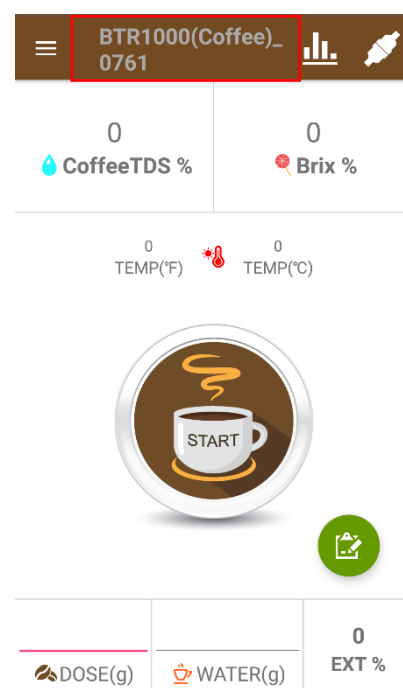 BTR1000(Coffee)_
0761
0
0
CoffeeTDS %
Brix %
0
0
TEMP(°F)
TEMP(°C)
START
0
DOSE(g)
WATER(g)
EXT %